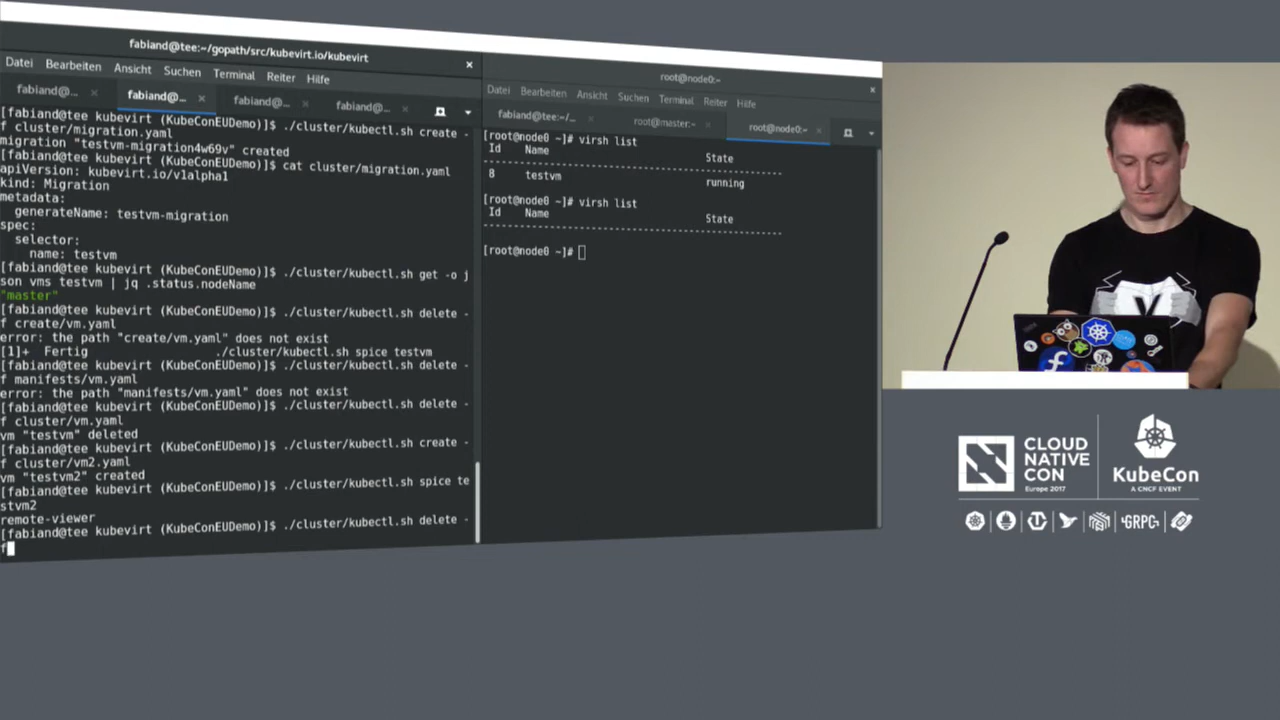 fabiand@tee:~/gopath/src/kubevirt.io/kubevirt
Datei Bearbeiten Ansicht Suchen Terminal Reiter Hilfe
fabiand@... fabiand@... fabiand@... fabiand@...
[fabiand@tee kubevirt (KubeConEUDemo)]$ ./cluster/kubectl.sh create -
f cluster/migration.yaml
migration "testvm-migration4w69v" created
[fabiand@tee kubevirt (KubeConEUDemo)]$ cat cluster/migration.yaml
apiVersion: kubevirt.io/v1alpha1
kind: Migration
metadata:
generateName: testvm-migration
spec:
selector:
name: testvm
[fabiand@tee kubevirt (KubeConEUDemo)]$ ./cluster/kubectl.sh get -o j
son vms testvm | jq .status.nodeName
"master"
[fabiand@tee kubevirt (KubeConEUDemo)]$ ./cluster/kubectl.sh delete -
f create/vm.yaml
error: the path "create/vm.yaml" does not exist
[1]+ Fertig ./cluster/kubectl.sh spice testvm
[fabiand@tee kubevirt (KubeConEUDemo)]$ ./cluster/kubectl.sh delete -
f manifests/vm.yaml
error: the path "manifests/vm.yaml" does not exist
[fabiand@tee kubevirt (KubeConEUDemo)]$ ./cluster/kubectl.sh delete -
f cluster/vm.yaml
vm "testvm" deleted
[fabiand@tee kubevirt (KubeConEUDemo)]$ ./cluster/kubectl.sh create -
f cluster/vm2.yaml
vm "testvm2" created
[fabiand@tee kubevirt (KubeConEUDemo)]$ ./cluster/kubectl.sh spice te
stvm2
remote-viewer
[fabiand@tee kubevirt (KubeConEUDemo)]$ ./cluster/kubectl.sh delete -
f
root@node0:~
Datei Bearbeiten Ansicht Suchen Terminal Reiter Hilfe
fabiand@tee:~/... root@master:~ root@node0:~
[root@node0 ~]# virsh list
Id Name State
----------------------------------------------------
8 testvm running
[root@node0 ~]# virsh list
Id Name State
----------------------------------------------------
[root@node0 ~]#
CLOUD
NATIVE
CON
Europe 2017
KubeCon
A CNCF EVENT
GRPC